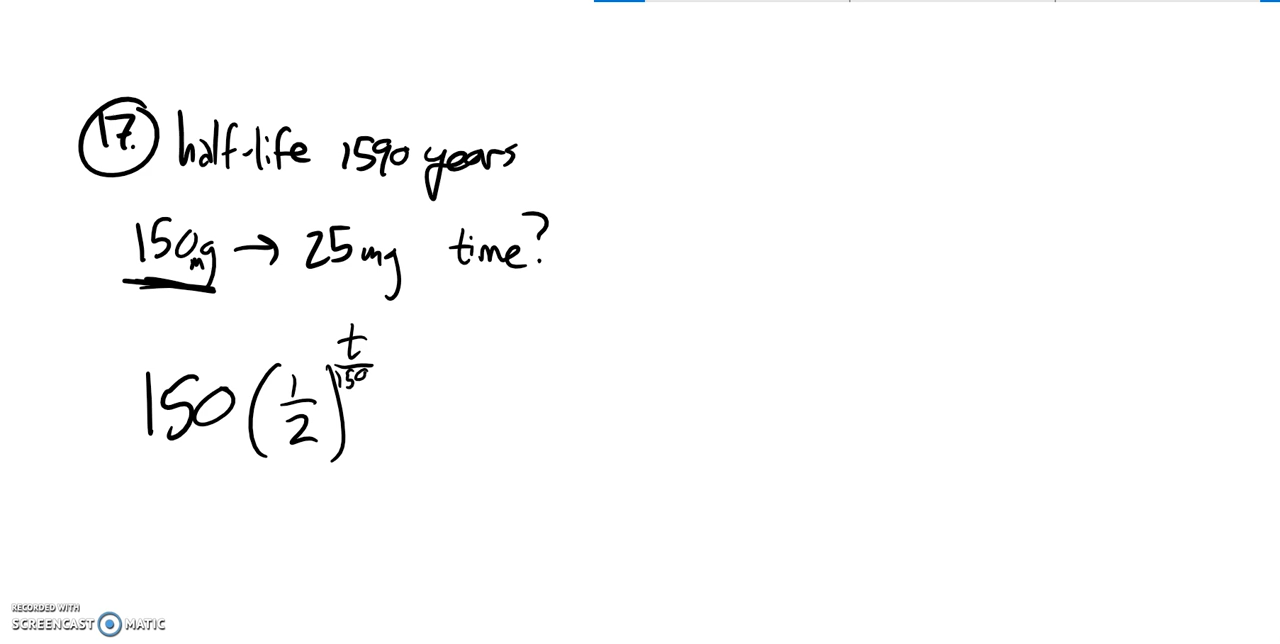 17. half-life 1590 years
150mg → 25mg time?
150 (1/2)^(t/150)
RECORDED WITH
SCREENCAST MATIC